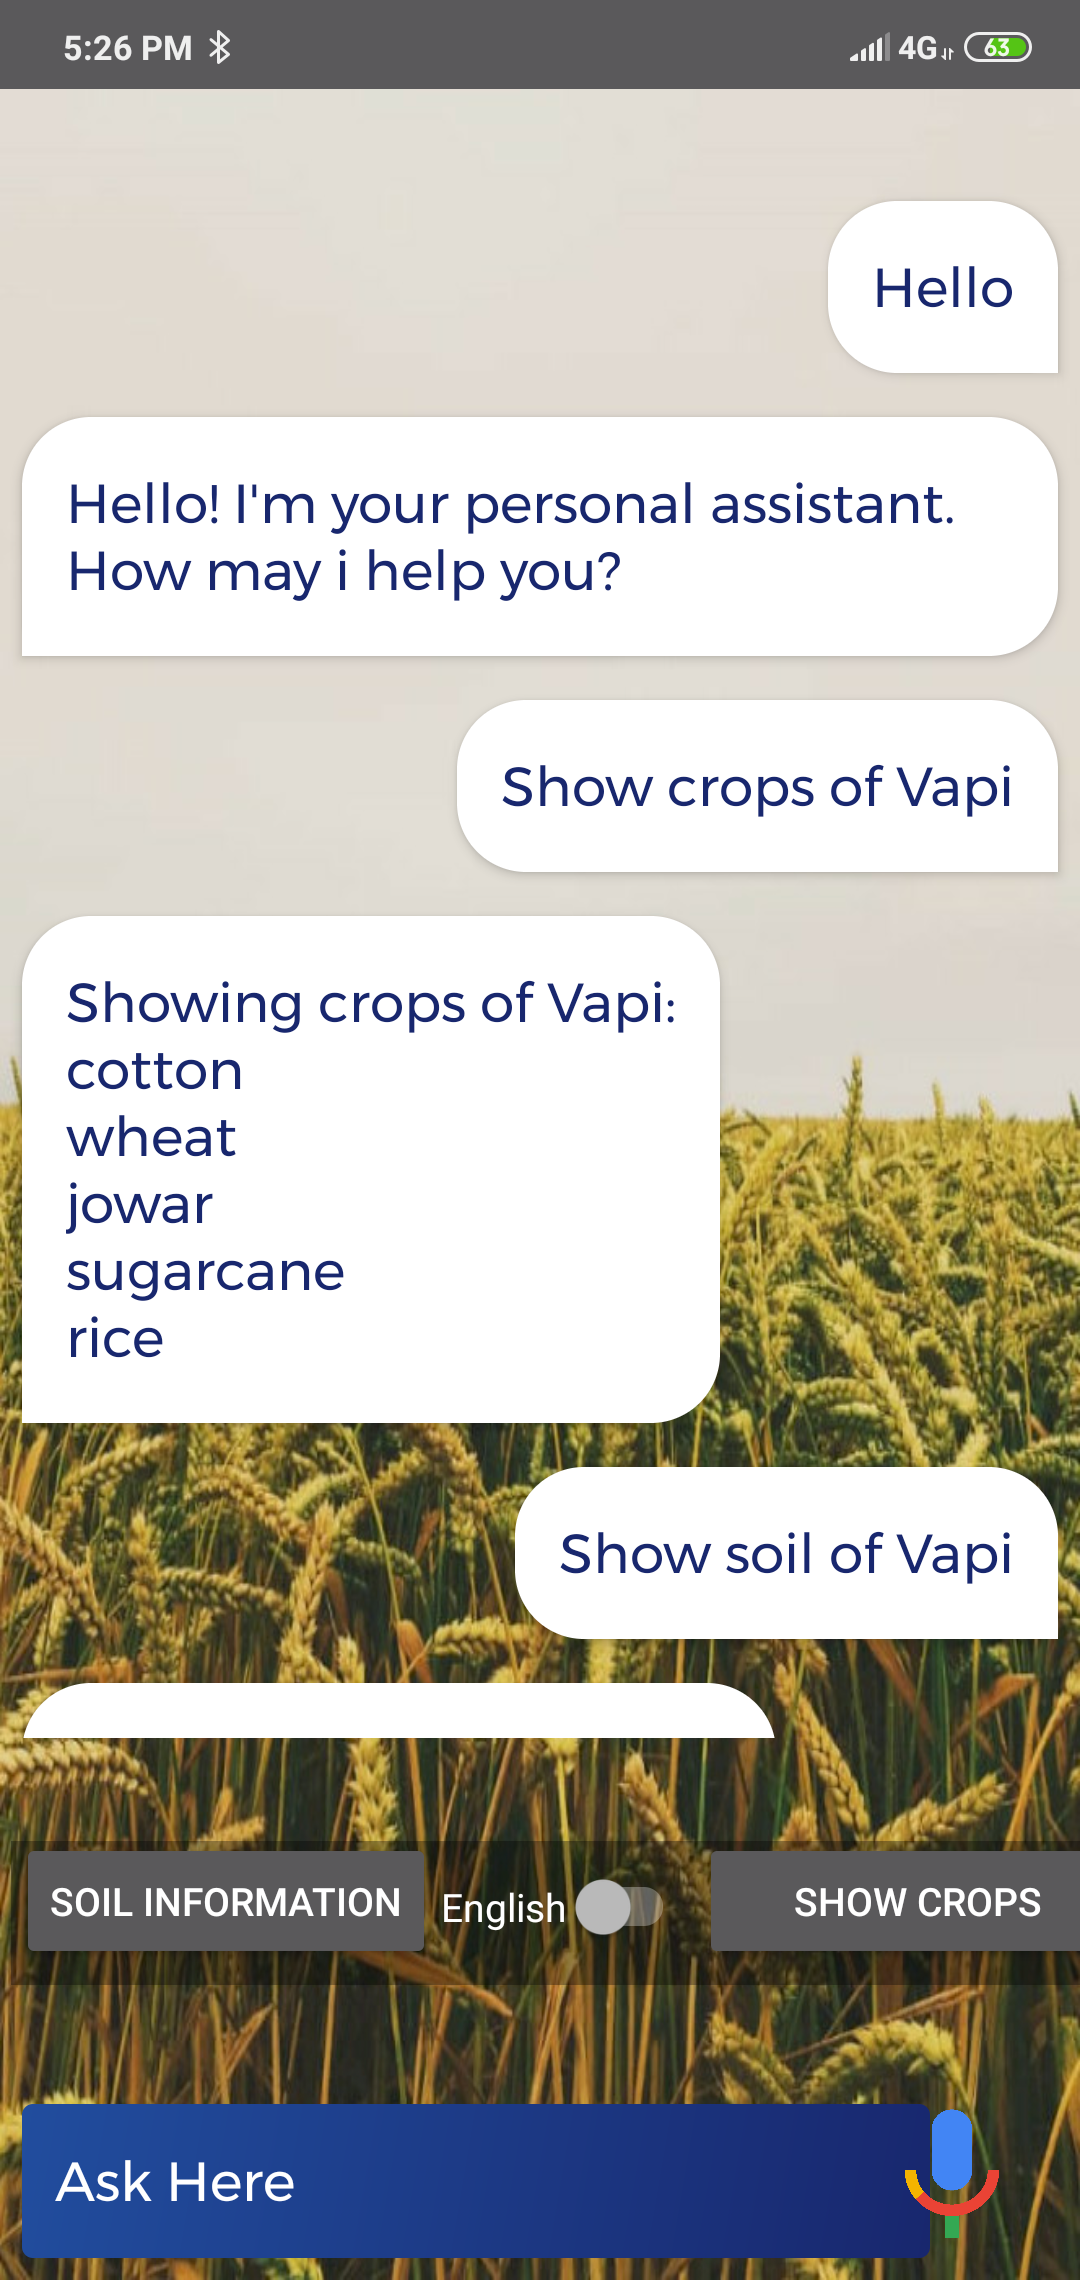 5:26 PM
4G
63
Hello
Hello! I'm your personal assistant.
How may i help you?
Show crops of Vapi
Showing crops of Vapi:
cotton
wheat
jowar
sugarcane
rice
Show soil of Vapi
SOIL INFORMATION
English
SHOW CROPS
Ask Here